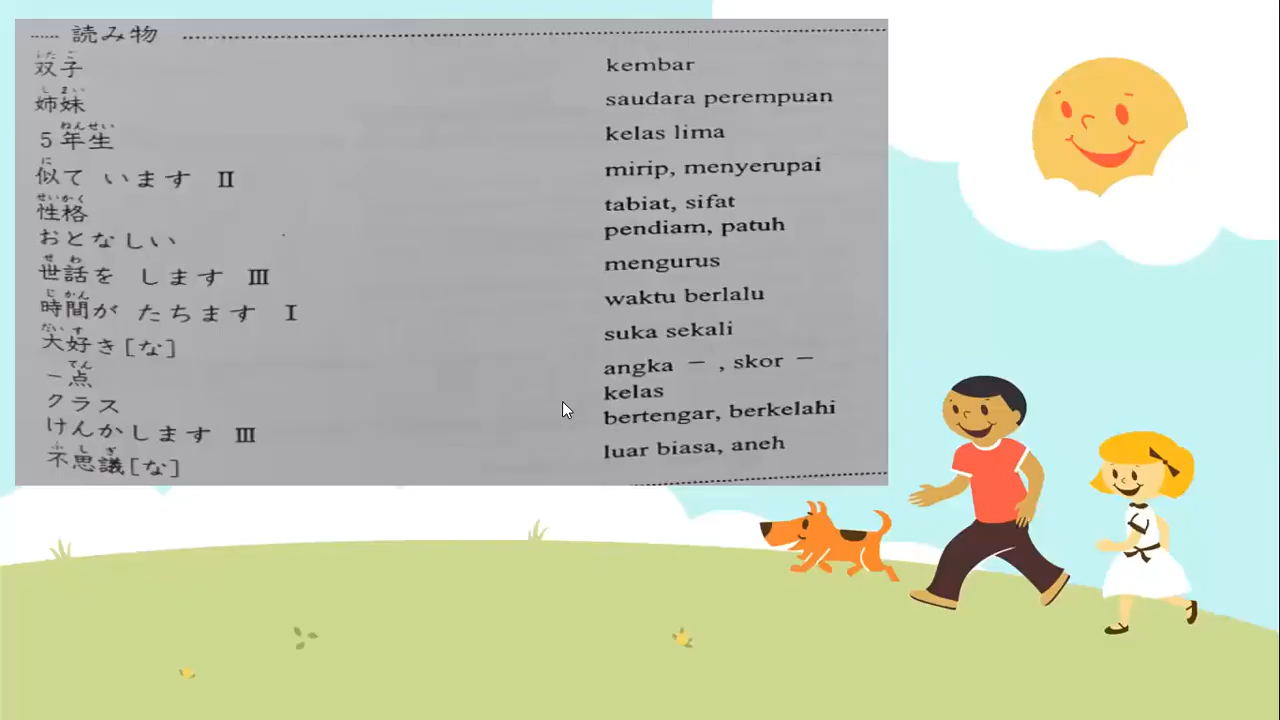 読み物
双子 kembar
姉妹 saudara perempuan
5年生 kelas lima
似て います Ⅱ mirip, menyerupai
性格 tabiat, sifat
おとなしい pendiam, patuh
世話を します Ⅲ mengurus
時間が たちます Ⅰ waktu berlalu
大好き[な] suka sekali
−点 angka − , skor −
クラス kelas
けんかします Ⅲ bertengar, berkelahi
不思議[な] luar biasa, aneh